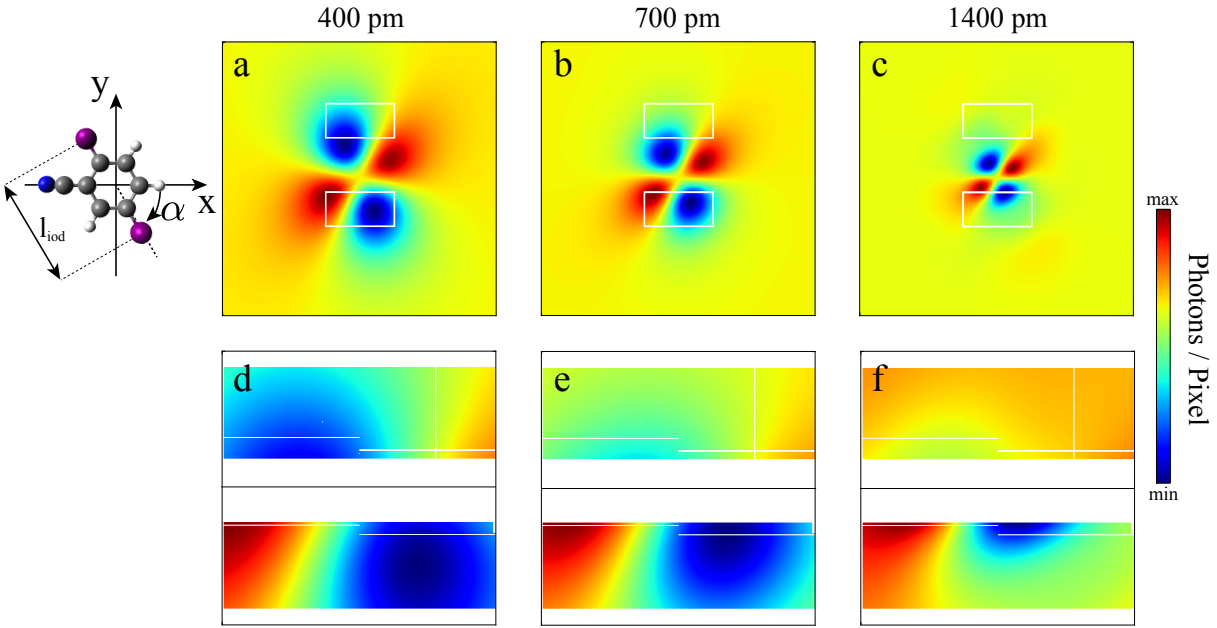 400 pm
700 pm
1400 pm
a
b
c
y
x
α
l_iod
max
Photons / Pixel
min
d
e
f